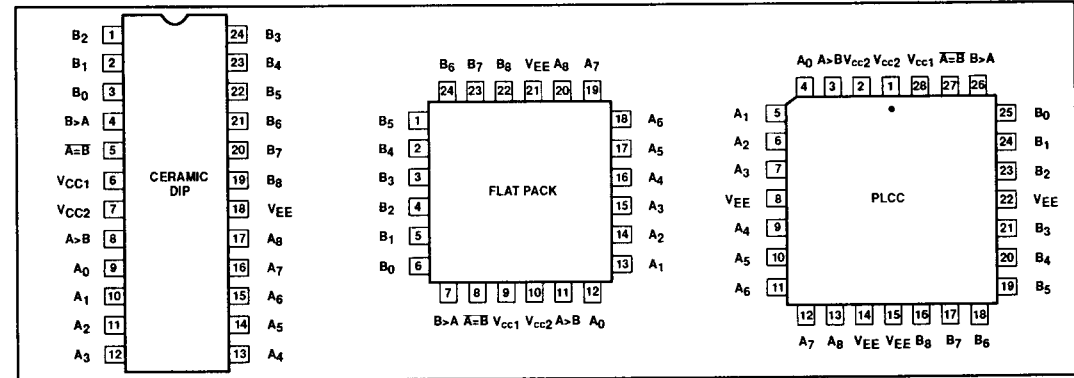 B2 1 24 B3
B1 2 23 B4
B0 3 22 B5
B>A 4 21 B6
A=B 5 20 B7
VCC1 6 19 B8
VCC2 7 18 VEE
A>B 8 17 A8
A0 9 16 A7
A1 10 15 A6
A2 11 14 A5
A3 12 13 A4
CERAMIC
DIP
B6 B7 B8 VEE A8 A7
24 23 22 21 20 19
B5 1 18 A6
B4 2 17 A5
B3 3 16 A4
B2 4 15 A3
B1 5 14 A2
B0 6 13 A1
FLAT PACK
7 8 9 10 11 12
B>A A=B Vcc1 Vcc2 A>B A0
A0 A>B Vcc2 Vcc2 Vcc1 A=B B>A
4 3 2 1 28 27 26
A1 5 25 B0
A2 6 24 B1
A3 7 23 B2
VEE 8 22 VEE
A4 9 21 B3
A5 10 20 B4
A6 11 19 B5
PLCC
12 13 14 15 16 17 18
A7 A8 VEE VEE B8 B7 B6